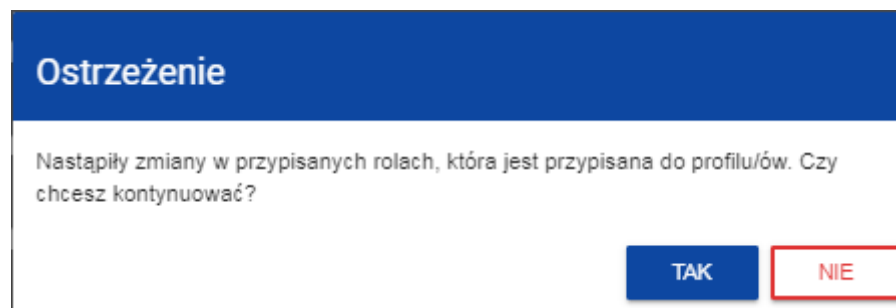 Ostrzeżenie
Nastąpiły zmiany w przypisanych rolach, która jest przypisana do profilu/ów. Czy
chcesz kontynuować?
TAK NIE